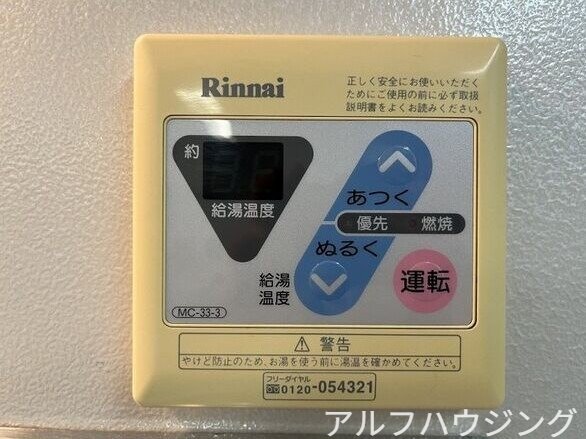 Rinnai
正しく安全にお使いいただく
ためにご使用の前に必ず取扱
説明書をよくお読みください。
約
給湯温度
あつく
優先 燃焼
ぬるく
給湯
温度
運転
MC-33-3
⚠ 警告
やけど防止のため、お湯を使う前に湯温を確かめてください。
フリーダイヤル
0120-054321
アルフハウジング